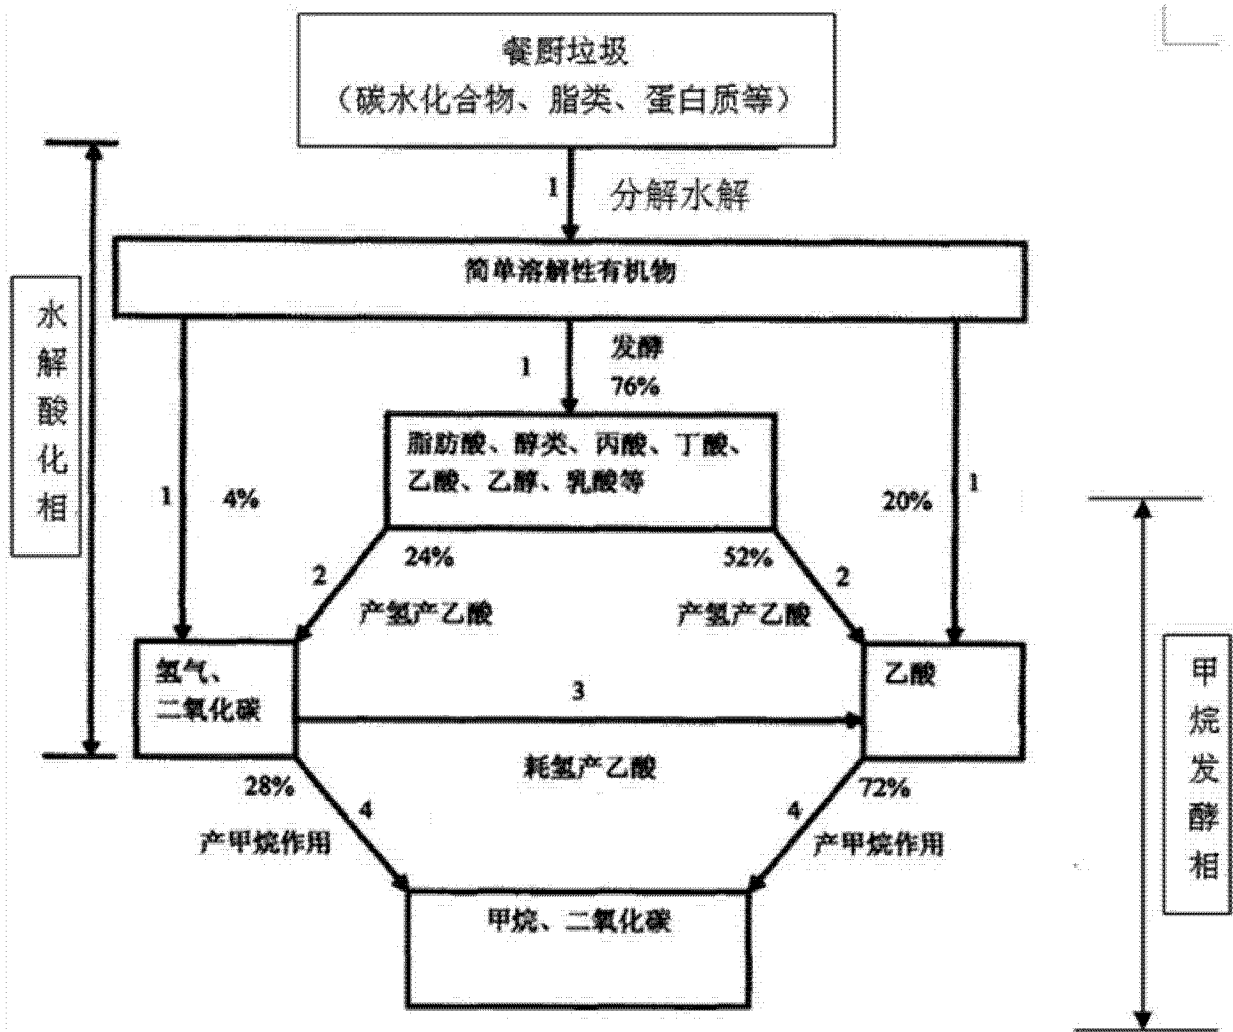 餐厨垃圾
（碳水化合物、脂类、蛋白质等）
1
分解水解
简单溶解性有机物
水解酸化相
1
发酵
76%
脂肪酸、醇类、丙酸、丁酸、
乙酸、乙醇、乳酸等
1
4%
20%
1
2
24%
52%
2
产氢产乙酸
产氢产乙酸
氢气、
二氧化碳
3
乙酸
耗氢产乙酸
甲烷发酵相
28%
4
4
72%
产甲烷作用
产甲烷作用
甲烷、二氧化碳